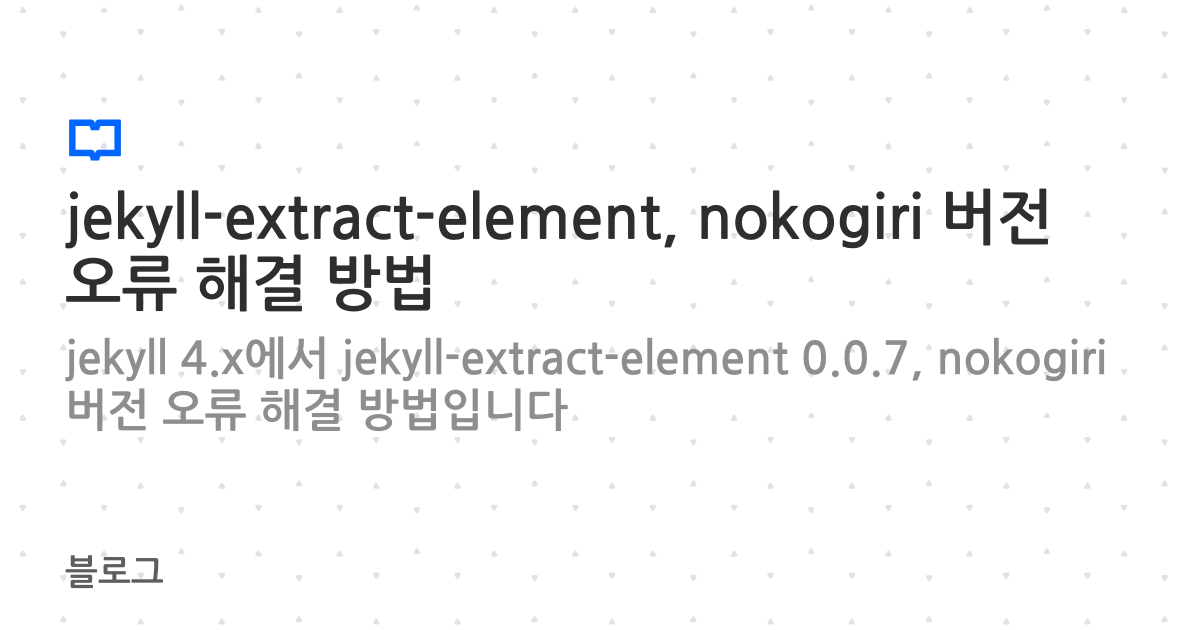 jekyll-extract-element, nokogiri 버전
오류 해결 방법
jekyll 4.x에서 jekyll-extract-element 0.0.7, nokogiri
버전 오류 해결 방법입니다
블로그